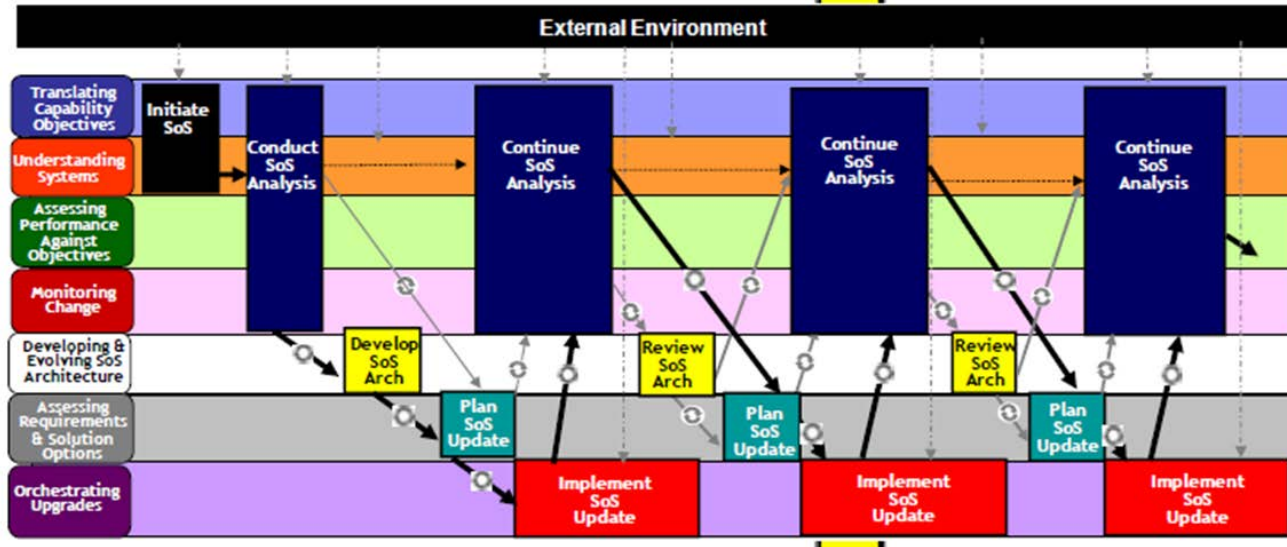 External Environment
Translating
Capability
Objectives
Initiate
SoS
Understanding
Systems
Conduct
SoS
Analysis
Continue
SoS
Analysis
Continue
SoS
Analysis
Continue
SoS
Analysis
Assessing
Performance
Against
Objectives
Monitoring
Change
Developing &
Evolving SoS
Architecture
Develop
SoS
Arch
Review
SoS
Arch
Review
SoS
Arch
Assessing
Requirements
& Solution
Options
Plan
SoS
Update
Plan
SoS
Update
Plan
SoS
Update
Orchestrating
Upgrades
Implement
SoS
Update
Implement
SoS
Update
Implement
SoS
Update